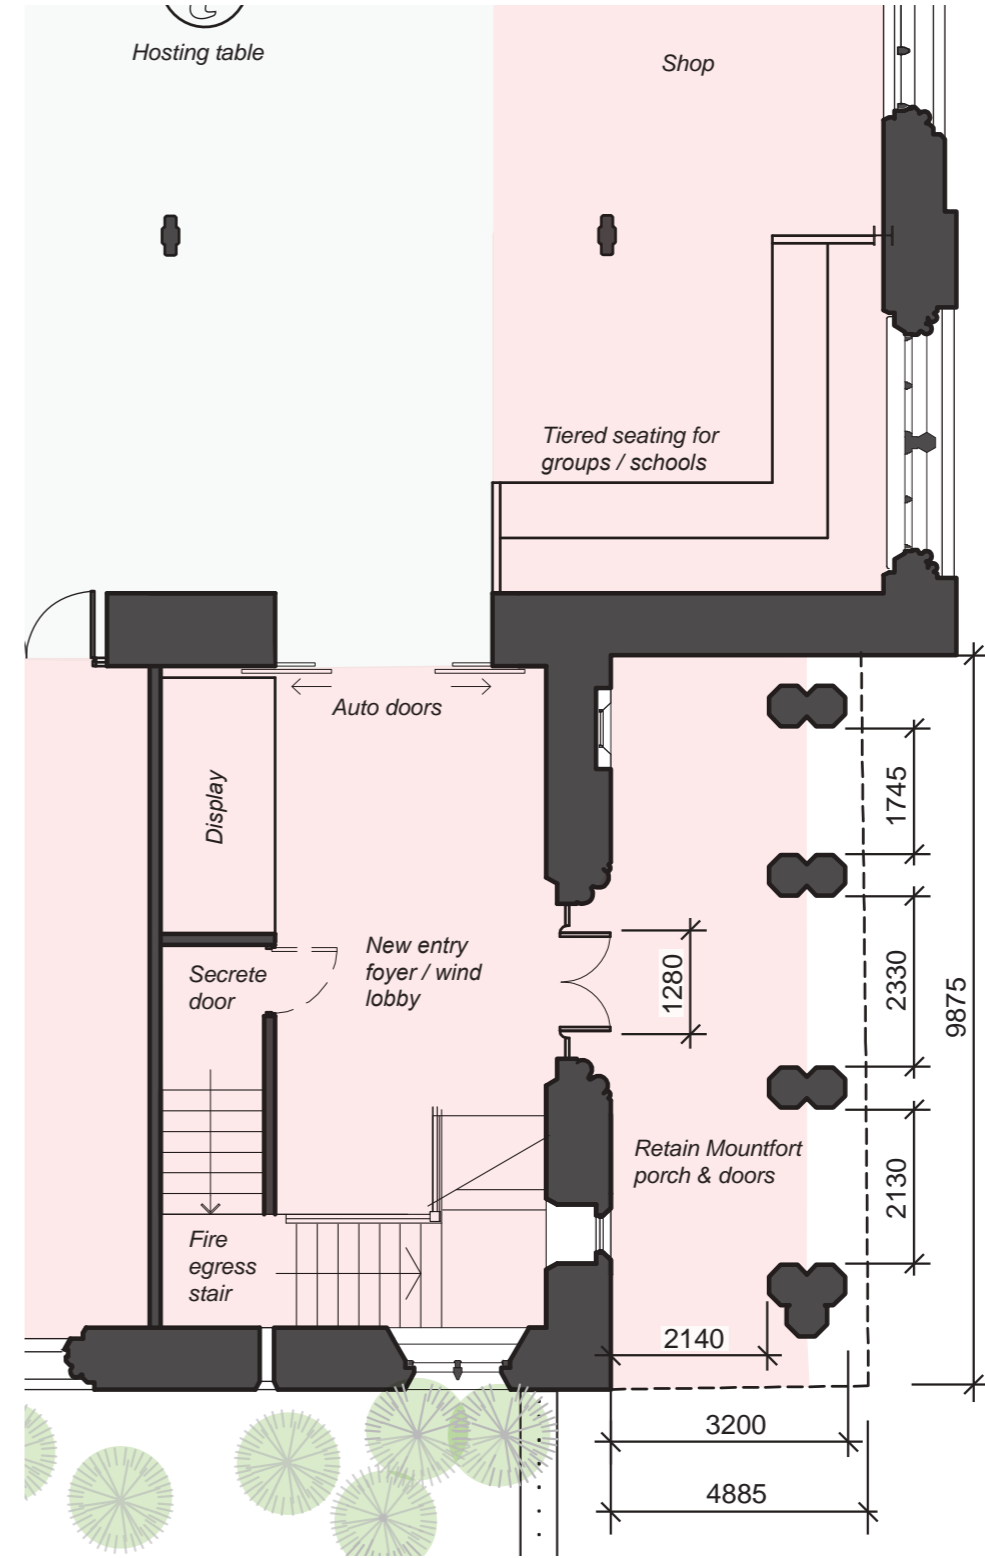 Hosting table
Shop
Tiered seating for
groups / schools
Auto doors
Display
1745
New entry
foyer / wind
lobby
Secrete
door
1280
2330
9875
Retain Mountfort
porch & doors
2130
Fire
egress
stair
2140
3200
4885